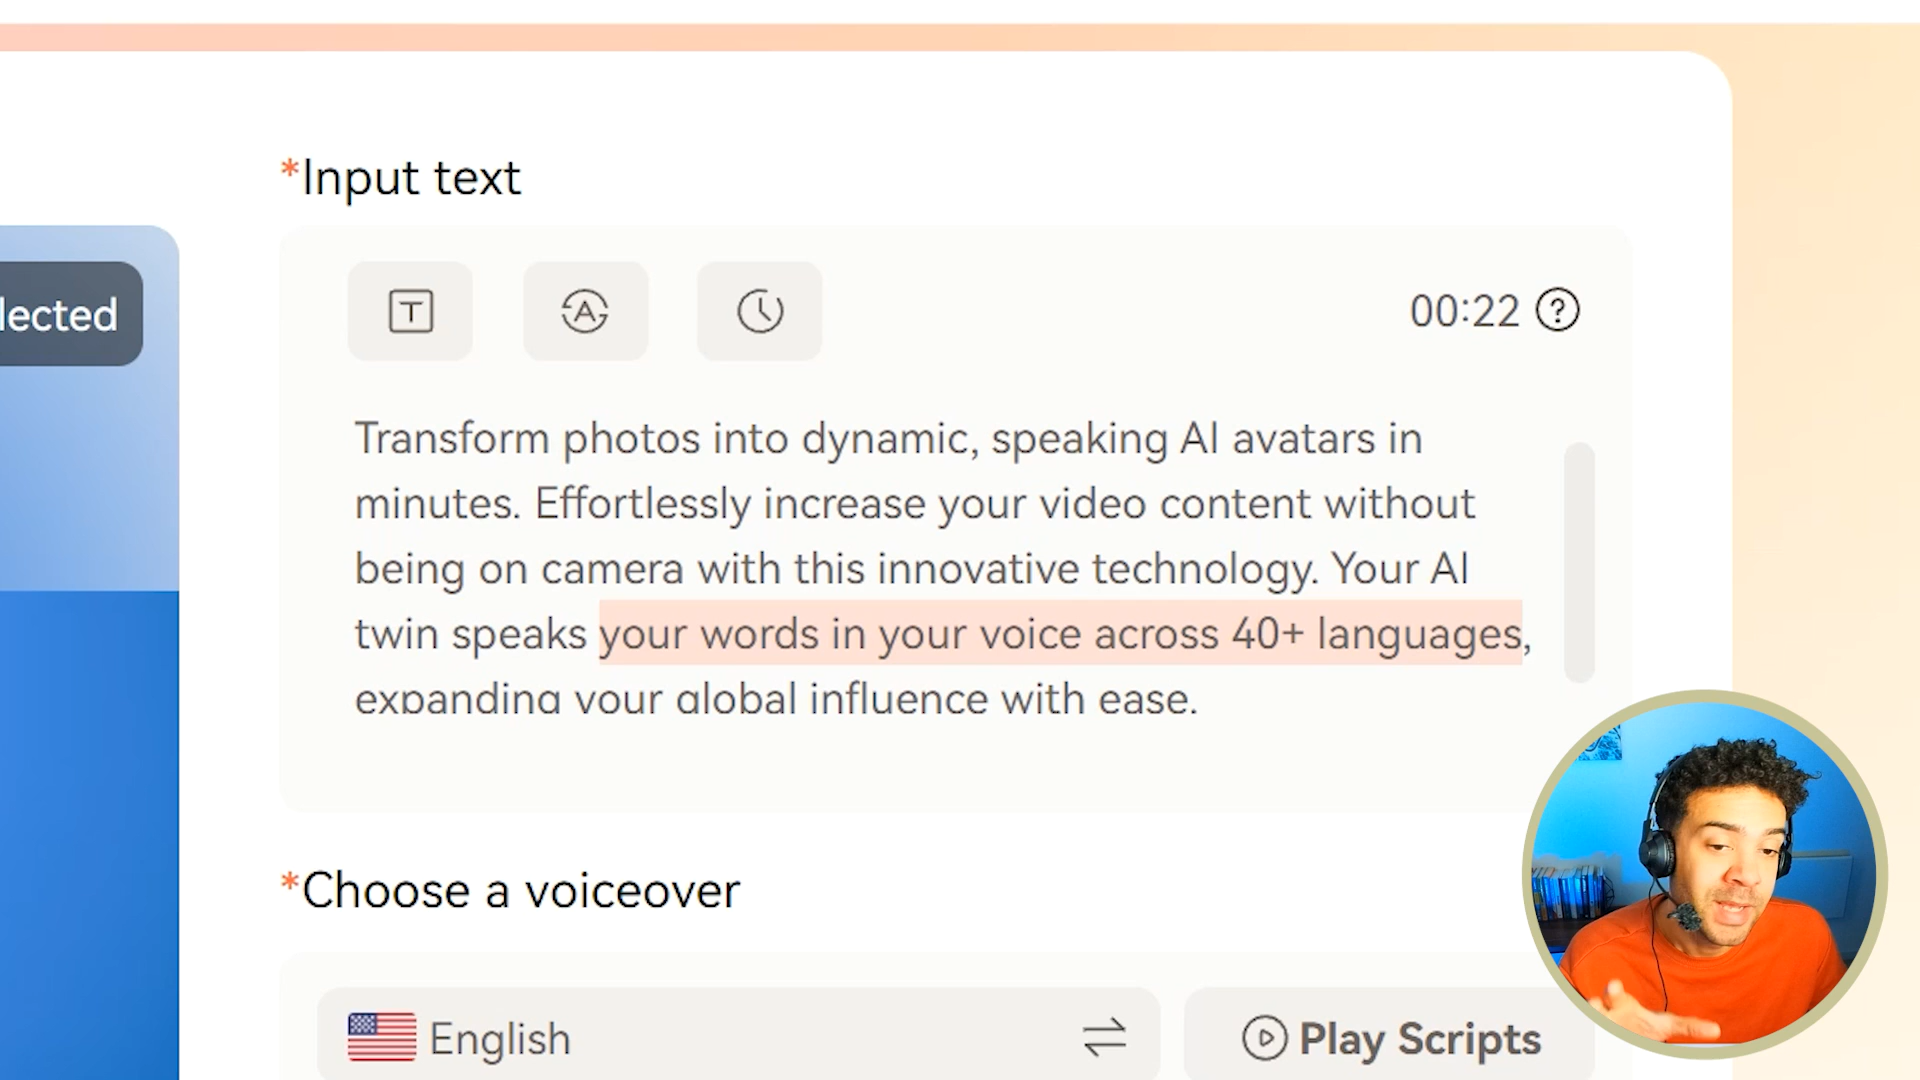 *Input text
lected
00:22
Transform photos into dynamic, speaking AI avatars in
minutes. Effortlessly increase your video content without
being on camera with this innovative technology. Your AI
twin speaks your words in your voice across 40+ languages,
expanding your global influence with ease.
*Choose a voiceover
English
Play Scripts